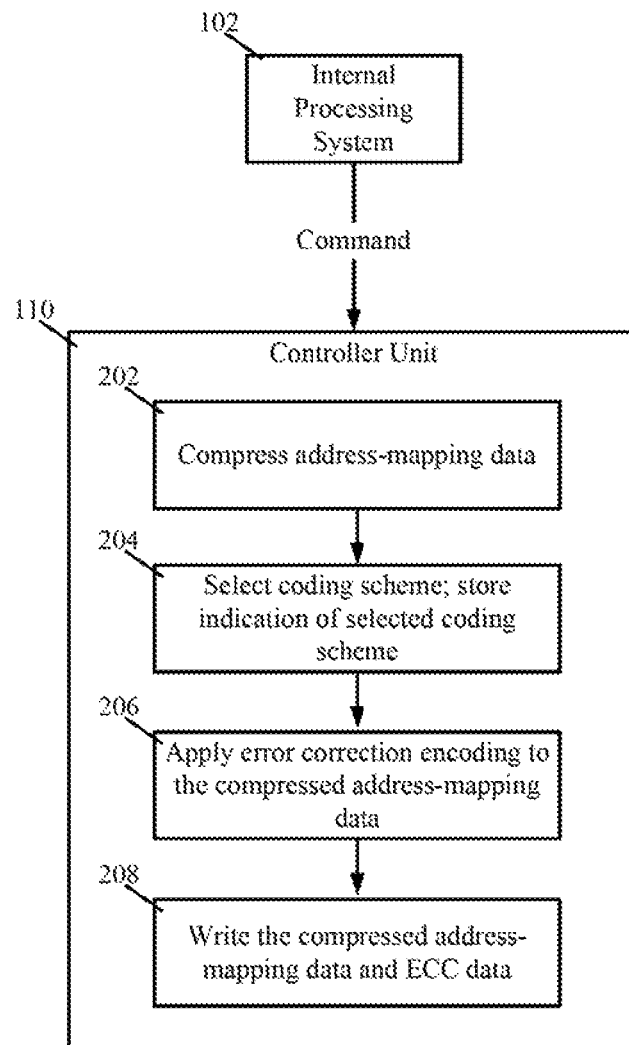 102
Internal
Processing
System
Command
110
Controller Unit
202
Compress address-mapping data
204
Select coding scheme; store
indication of selected coding
scheme
206
Apply error correction encoding to
the compressed address-mapping
data
208
Write the compressed address-
mapping data and ECC data